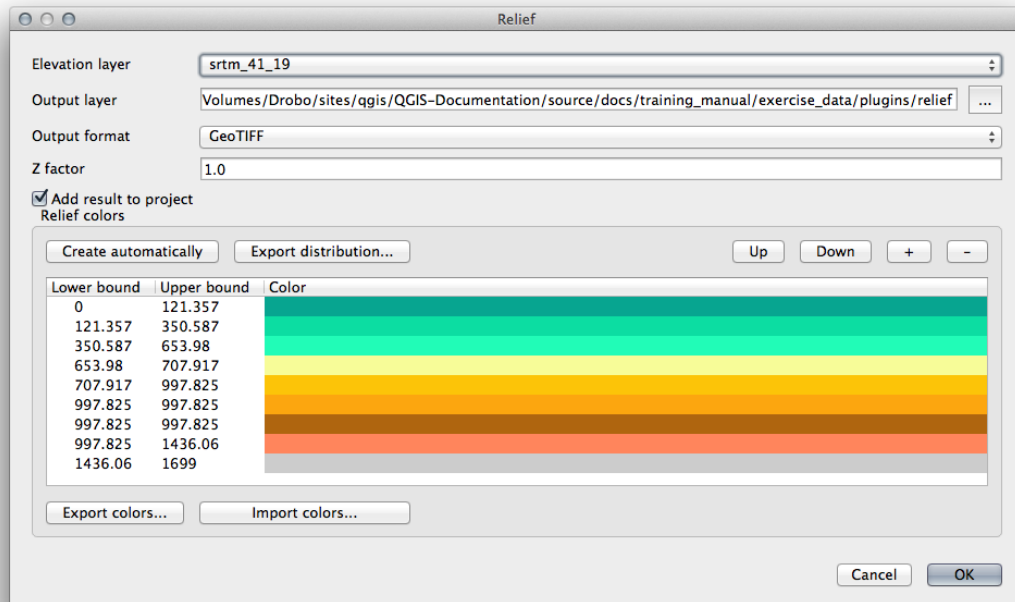 Relief
Elevation layer srtm_41_19
Output layer Volumes/Drobo/sites/qgis/QGIS-Documentation/source/docs/training_manual/exercise_data/plugins/relief ...
Output format GeoTIFF
Z factor 1.0
Add result to project
Relief colors
Create automatically Export distribution... Up Down + -
Lower bound Upper bound Color
0 121.357
121.357 350.587
350.587 653.98
653.98 707.917
707.917 997.825
997.825 997.825
997.825 997.825
997.825 1436.06
1436.06 1699
Export colors... Import colors...
Cancel OK